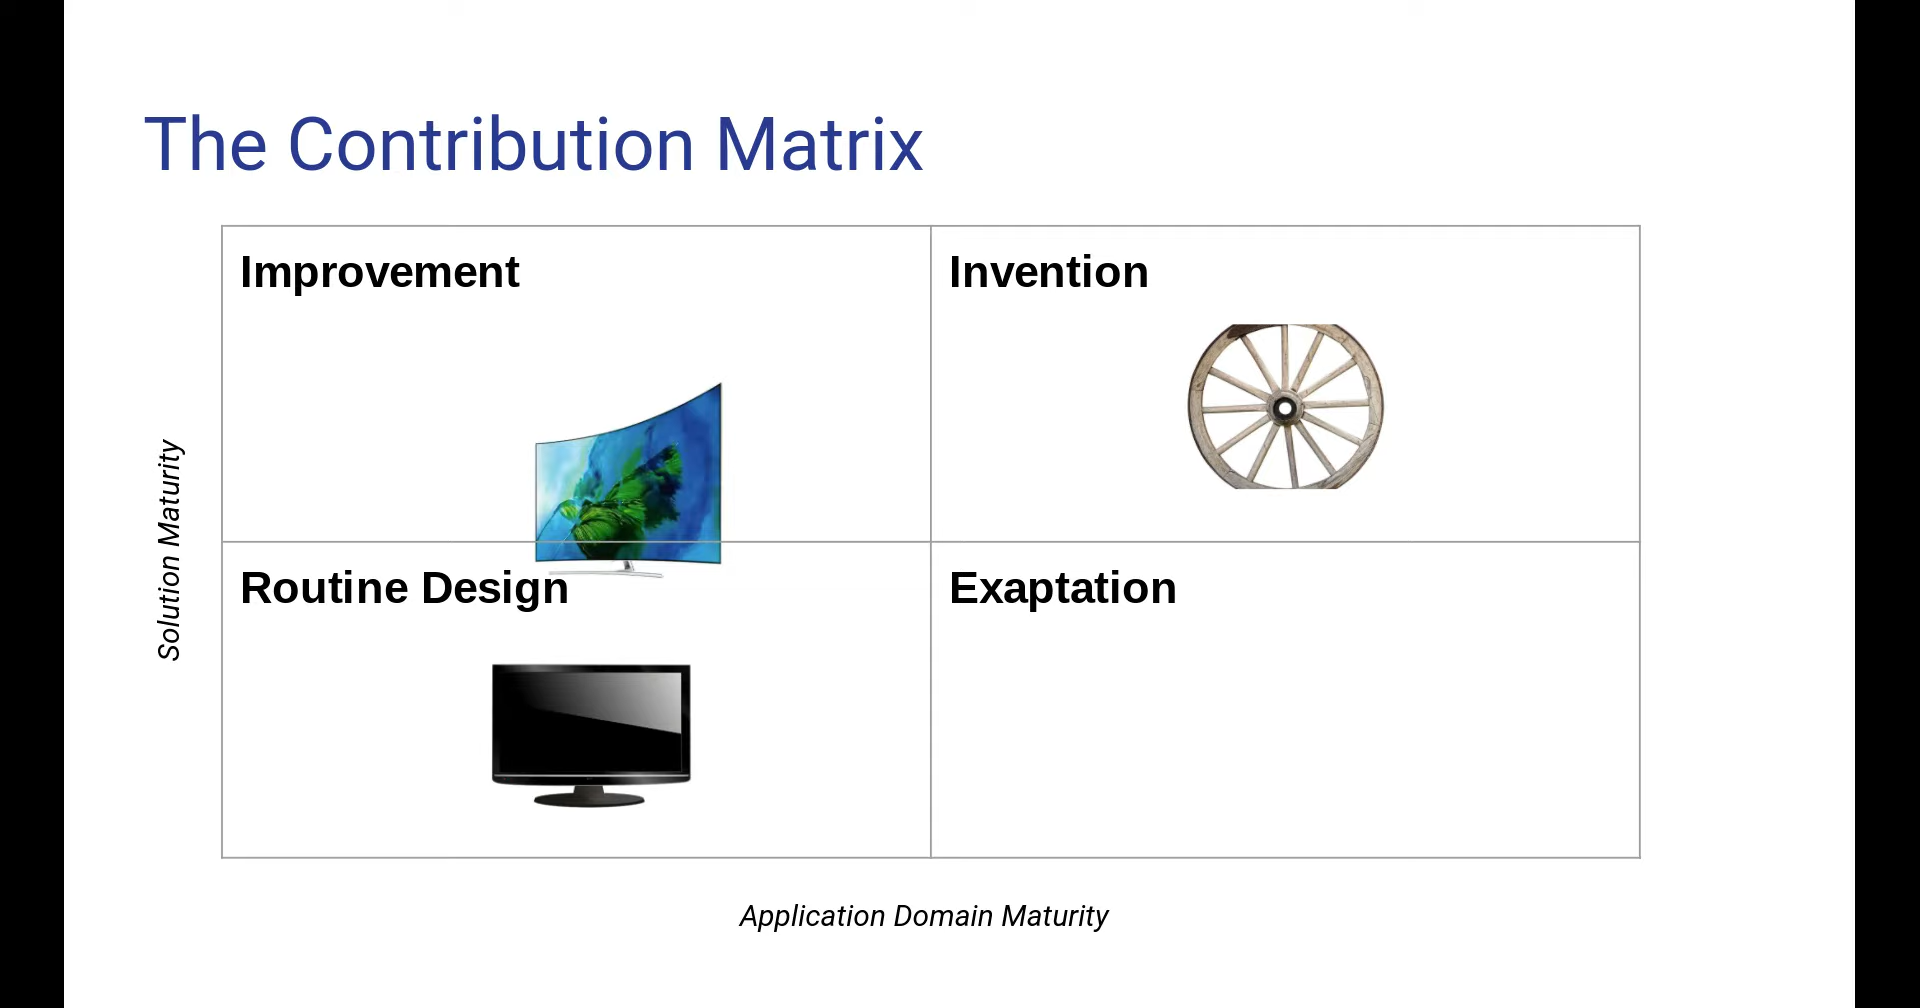 The Contribution Matrix
Improvement
Invention
Solution Maturity
Routine Design
Exaptation
Application Domain Maturity